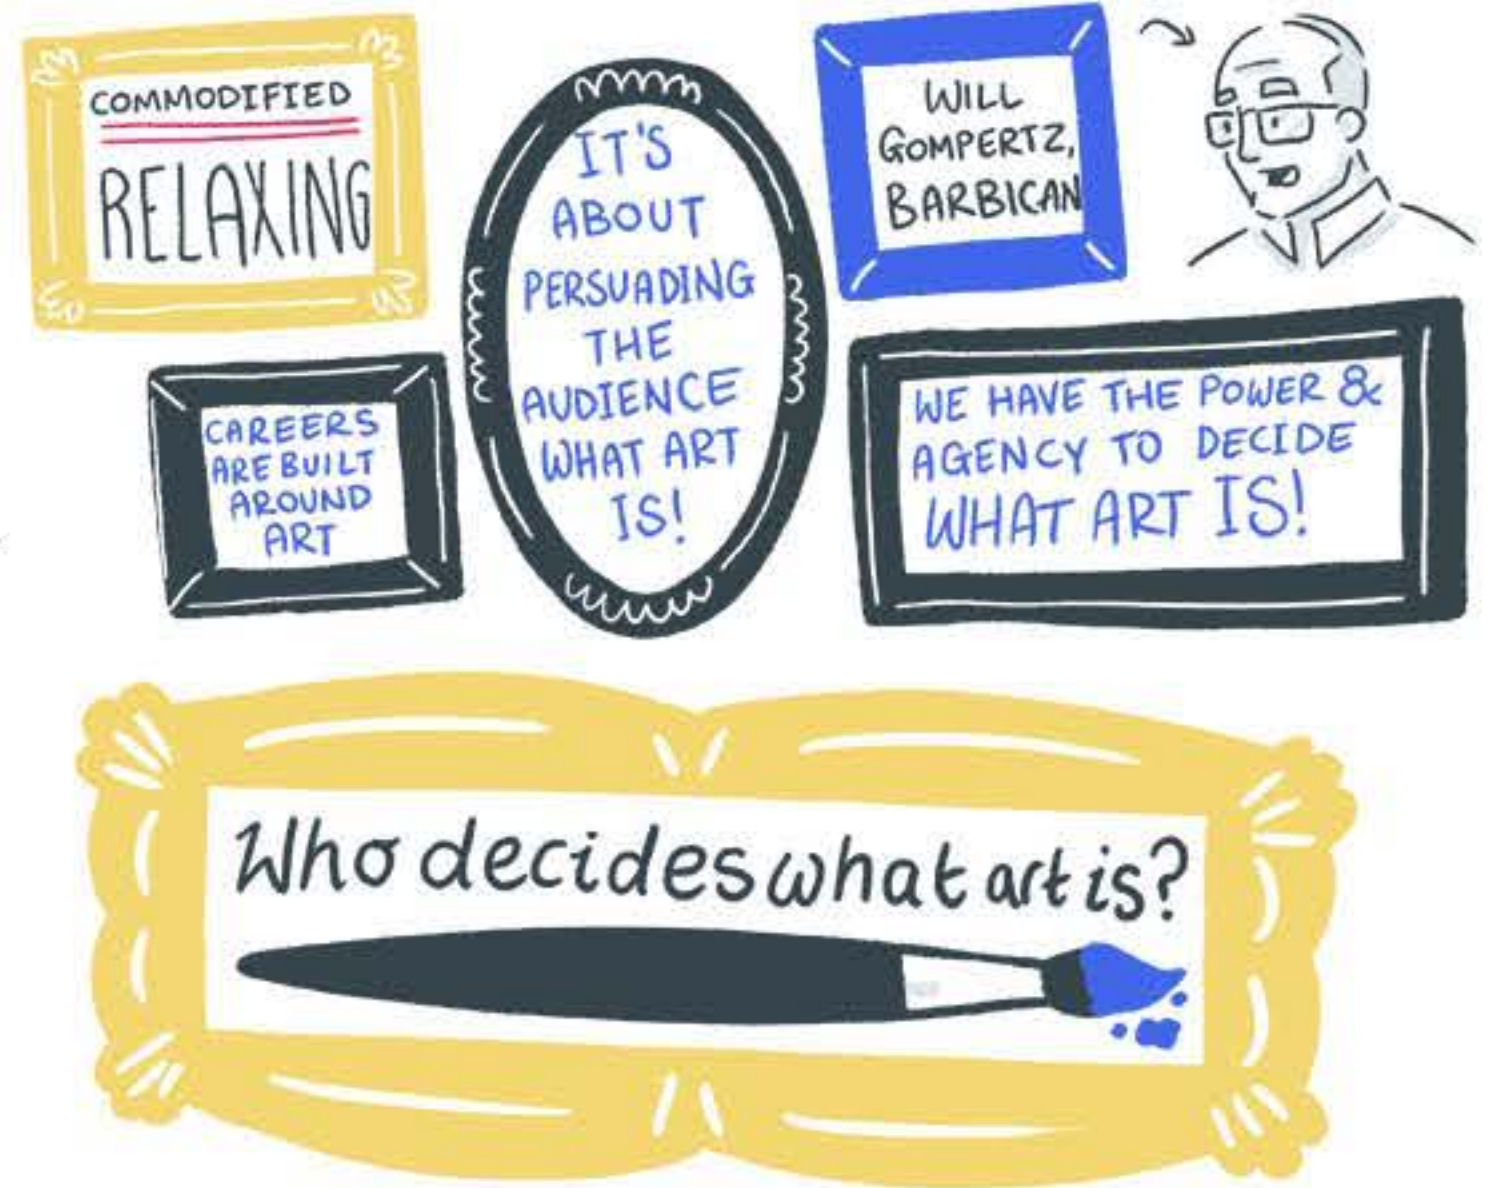 COMMODIFIED
RELAXING
IT'S
ABOUT
PERSUADING
THE
AUDIENCE
WHAT ART
IS!
WILL
GOMPERTZ,
BARBICAN
CAREERS
ARE BUILT
AROUND
ART
WE HAVE THE POWER &
AGENCY TO DECIDE
WHAT ART IS!
Who decides what art is?